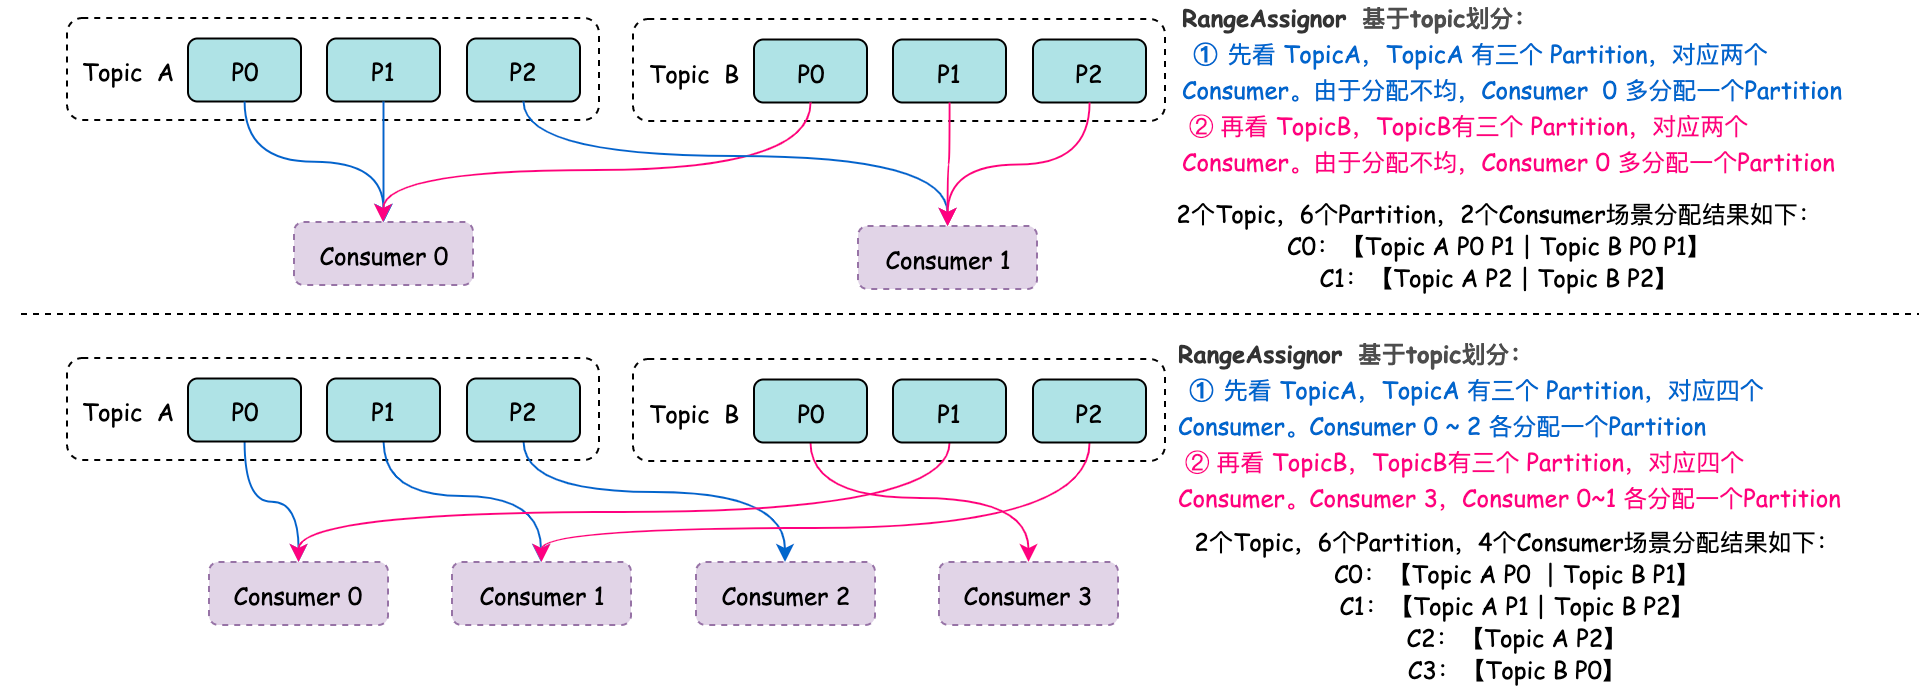 Topic A P0 P1 P2
Topic B P0 P1 P2
Consumer 0
Consumer 1
RangeAssignor 基于topic划分：
① 先看 TopicA，TopicA 有三个 Partition，对应两个
Consumer。由于分配不均，Consumer 0 多分配一个Partition
② 再看 TopicB，TopicB有三个 Partition，对应两个
Consumer。由于分配不均，Consumer 0 多分配一个Partition
2个Topic，6个Partition，2个Consumer场景分配结果如下：
C0：【Topic A P0 P1 | Topic B P0 P1】
C1：【Topic A P2 | Topic B P2】
Topic A P0 P1 P2
Topic B P0 P1 P2
Consumer 0
Consumer 1
Consumer 2
Consumer 3
RangeAssignor 基于topic划分：
① 先看 TopicA，TopicA 有三个 Partition，对应四个
Consumer。Consumer 0 ~ 2 各分配一个Partition
② 再看 TopicB，TopicB有三个 Partition，对应四个
Consumer。Consumer 3，Consumer 0~1 各分配一个Partition
2个Topic，6个Partition，4个Consumer场景分配结果如下：
C0：【Topic A P0 | Topic B P1】
C1：【Topic A P1 | Topic B P2】
C2：【Topic A P2】
C3：【Topic B P0】